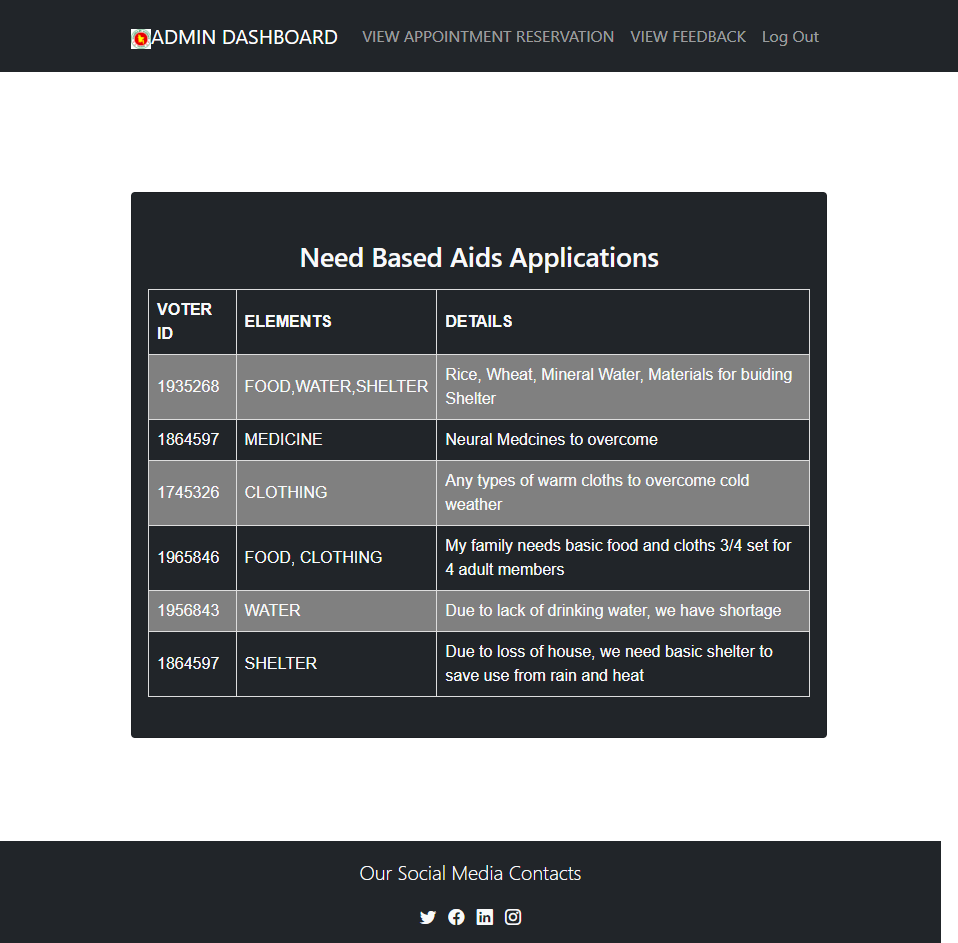 ADMIN DASHBOARD VIEW APPOINTMENT RESERVATION VIEW FEEDBACK Log Out
Need Based Aids Applications
VOTER ID ELEMENTS DETAILS
1935268 FOOD,WATER,SHELTER Rice, Wheat, Mineral Water, Materials for buiding
Shelter
1864597 MEDICINE Neural Medcines to overcome
1745326 CLOTHING Any types of warm cloths to overcome cold
weather
1965846 FOOD, CLOTHING My family needs basic food and cloths 3/4 set for
4 adult members
1956843 WATER Due to lack of drinking water, we have shortage
1864597 SHELTER Due to loss of house, we need basic shelter to
save use from rain and heat
Our Social Media Contacts